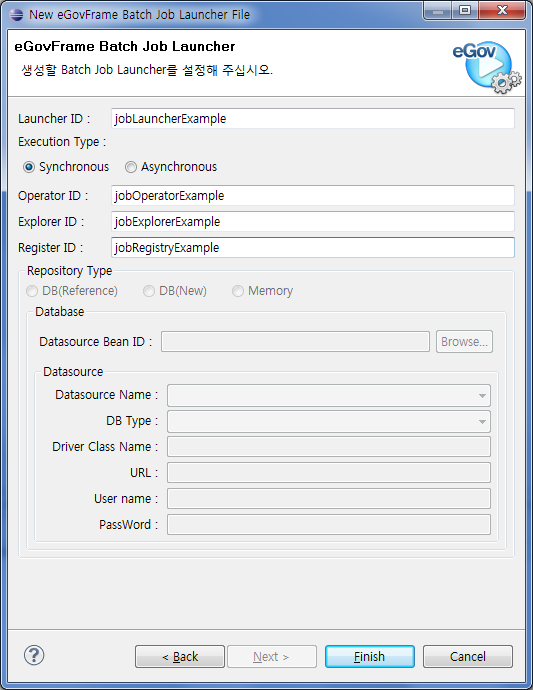 New eGovFrame Batch Job Launcher File
eGovFrame Batch Job Launcher
eGov
생성할 Batch Job Launcher를 설정해 주십시오.
Launcher ID : jobLauncherExample
Execution Type :
Synchronous Asynchronous
Operator ID : jobOperatorExample
Explorer ID : jobExplorerExample
Register ID : jobRegistryExample
Repository Type
DB(Reference) DB(New) Memory
Database
Datasource Bean ID : Browse...
Datasource
Datasource Name :
DB Type :
Driver Class Name :
URL :
User name :
PassWord :
? < Back Next > Finish Cancel